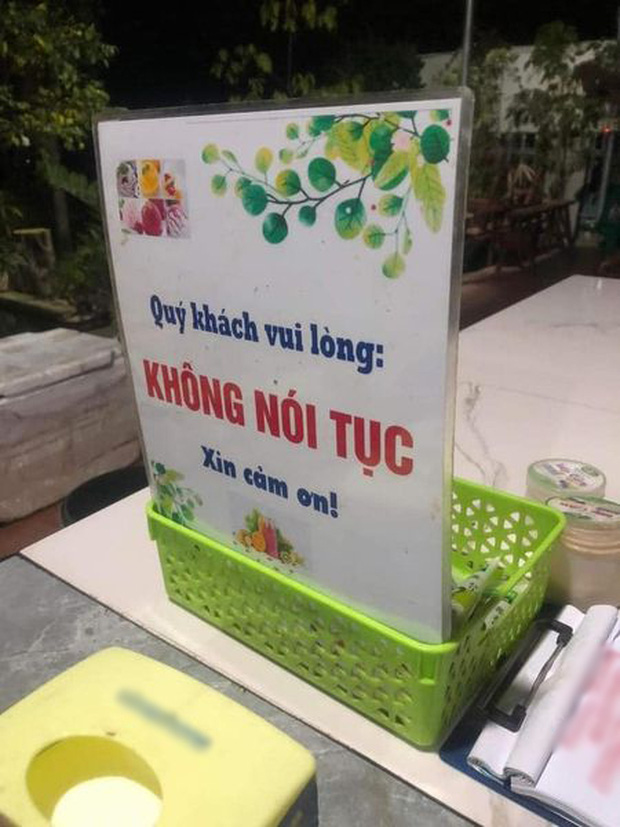 Quý khách vui lòng:
KHÔNG NÓI TỤC
Xin cảm ơn!